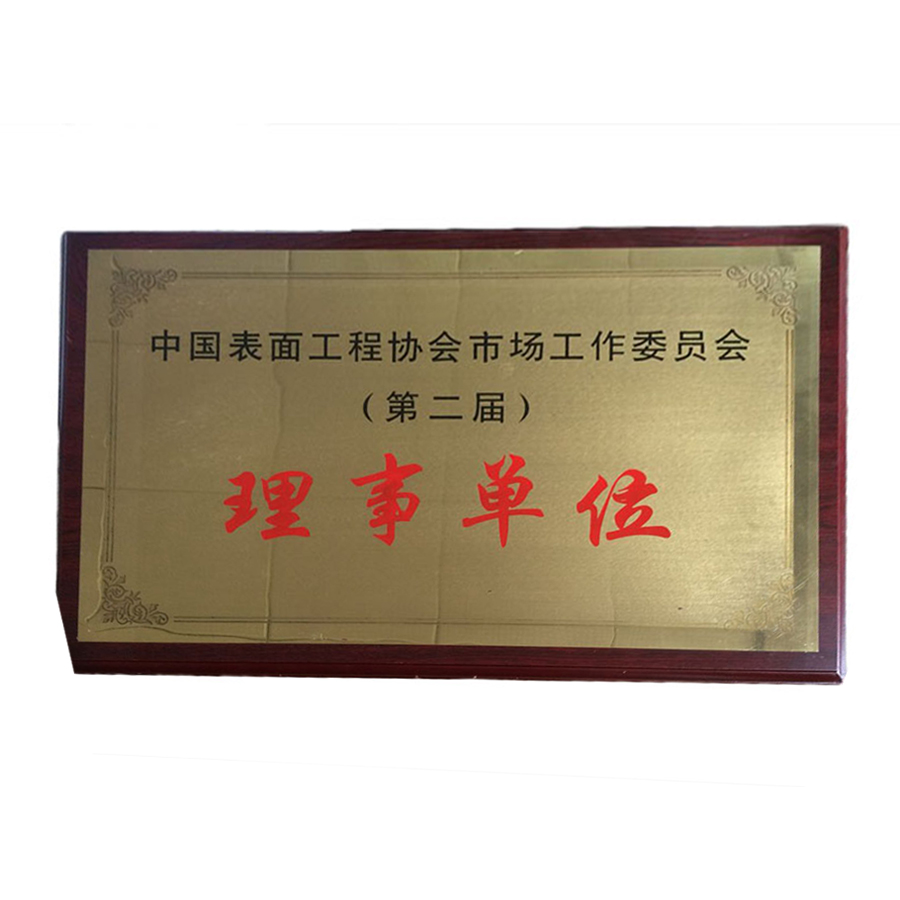 中国表面工程协会市场工作委员会
（第二届）
理事单位